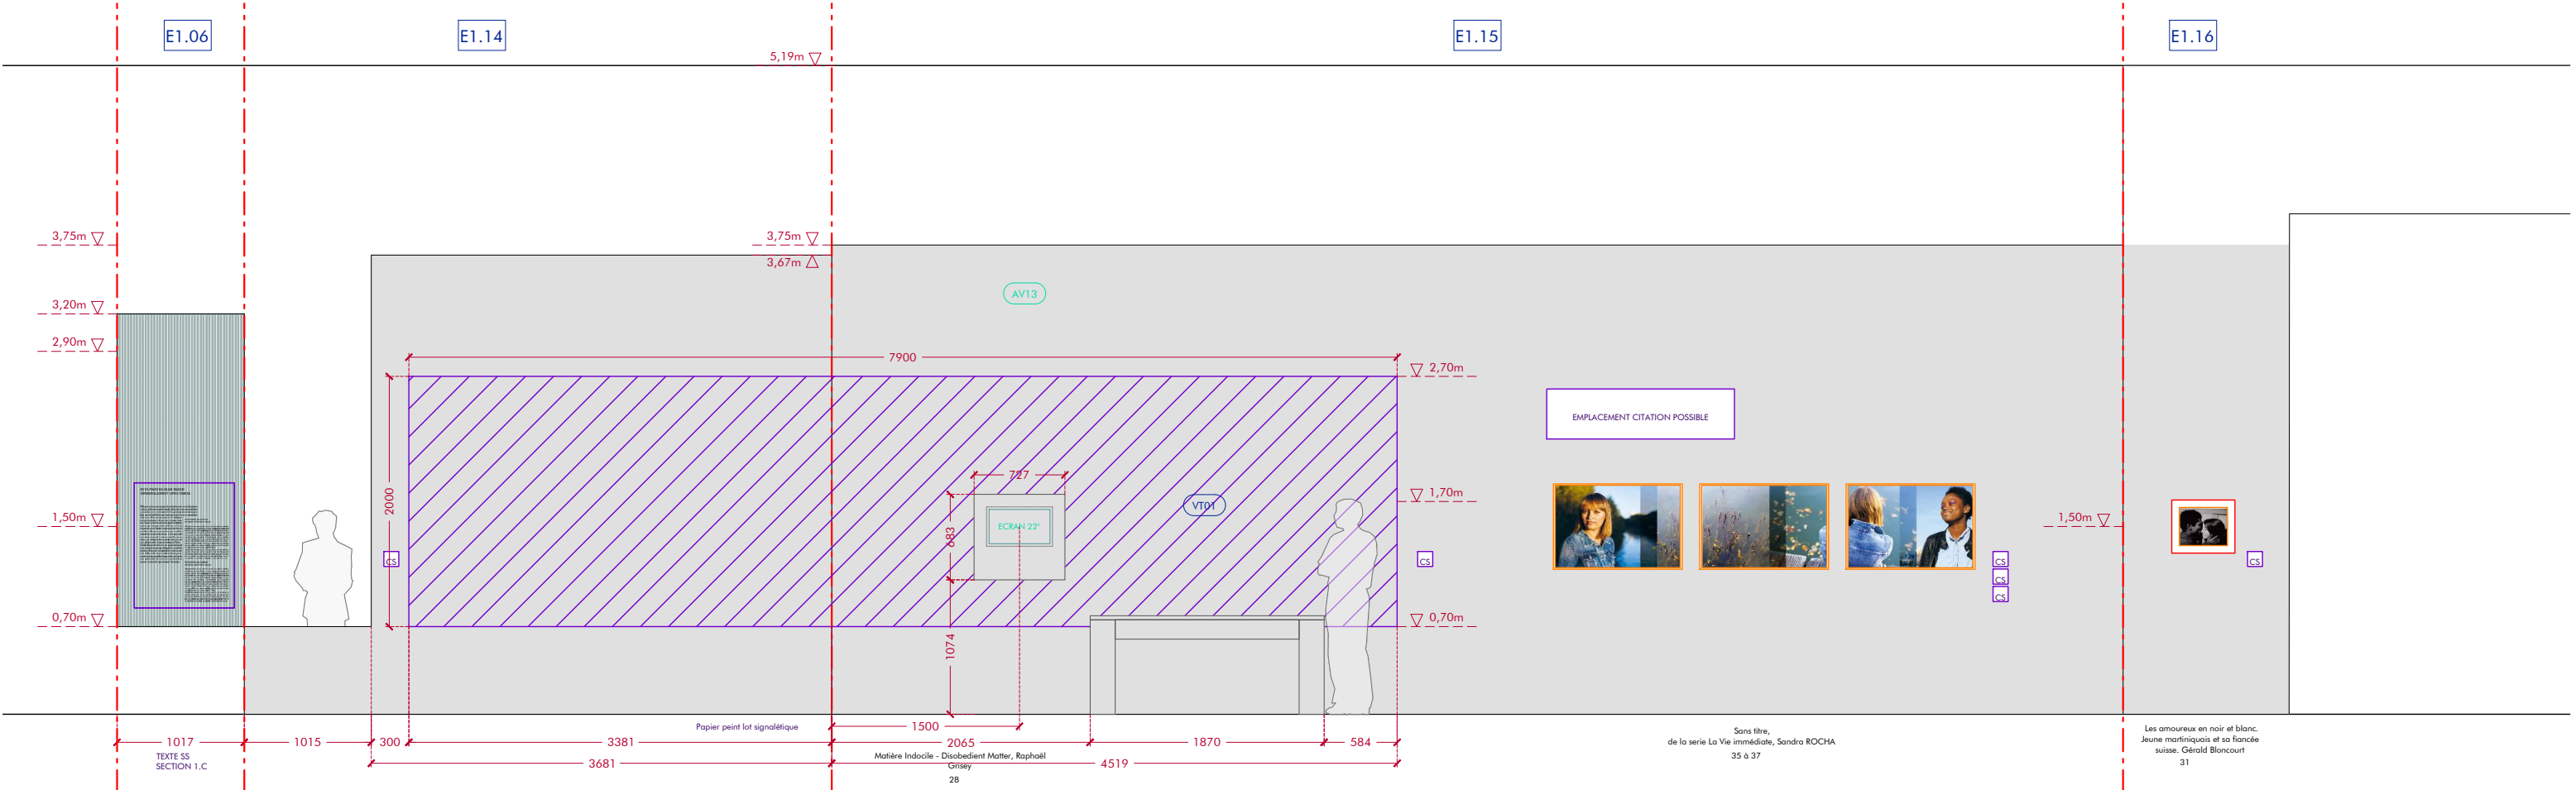 E1.06
E1.14
E1.15
E1.16
5,19m
3,75m
3,75m
3,67m
3,20m
2,90m
AV13
7900
2,70m
EMPLACEMENT CITATION POSSIBLE
727
2000
1,70m
VT01
683
ECRAN 22"
1,50m
1,50m
CS
CS
CS
CS
CS
CS
0,70m
0,70m
1074
Papier peint lot signalétique
1500
1017
1015
300
3381
2065
1870
584
TEXTE SS
SECTION 1.C
3681
4519
Matière Indocile - Disobedient Matter, Raphaël
Grisey
28
Sans titre,
de la serie La Vie immédiate, Sandra ROCHA
35 à 37
Les amoureux en noir et blanc.
Jeune martiniquais et sa fiancée
suisse. Gérald Bloncourt
31